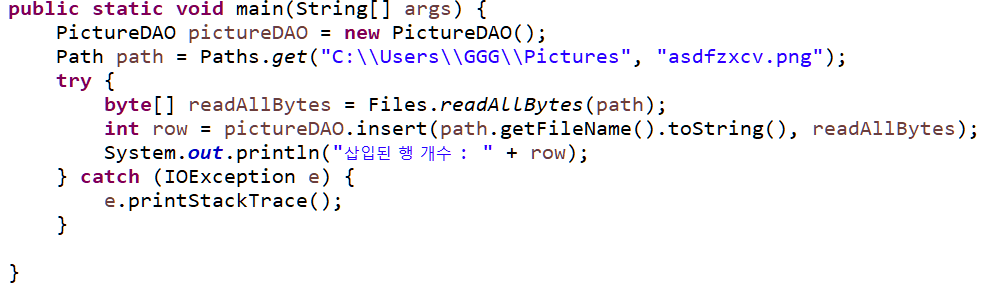 public static void main(String[] args) {
    PictureDAO pictureDAO = new PictureDAO();
    Path path = Paths.get("C:\\Users\\GGG\\Pictures", "asdfzxcv.png");
    try {
        byte[] readAllBytes = Files.readAllBytes(path);
        int row = pictureDAO.insert(path.getFileName().toString(), readAllBytes);
        System.out.println("삽입된 행 개수 : " + row);
    } catch (IOException e) {
        e.printStackTrace();
    }
}